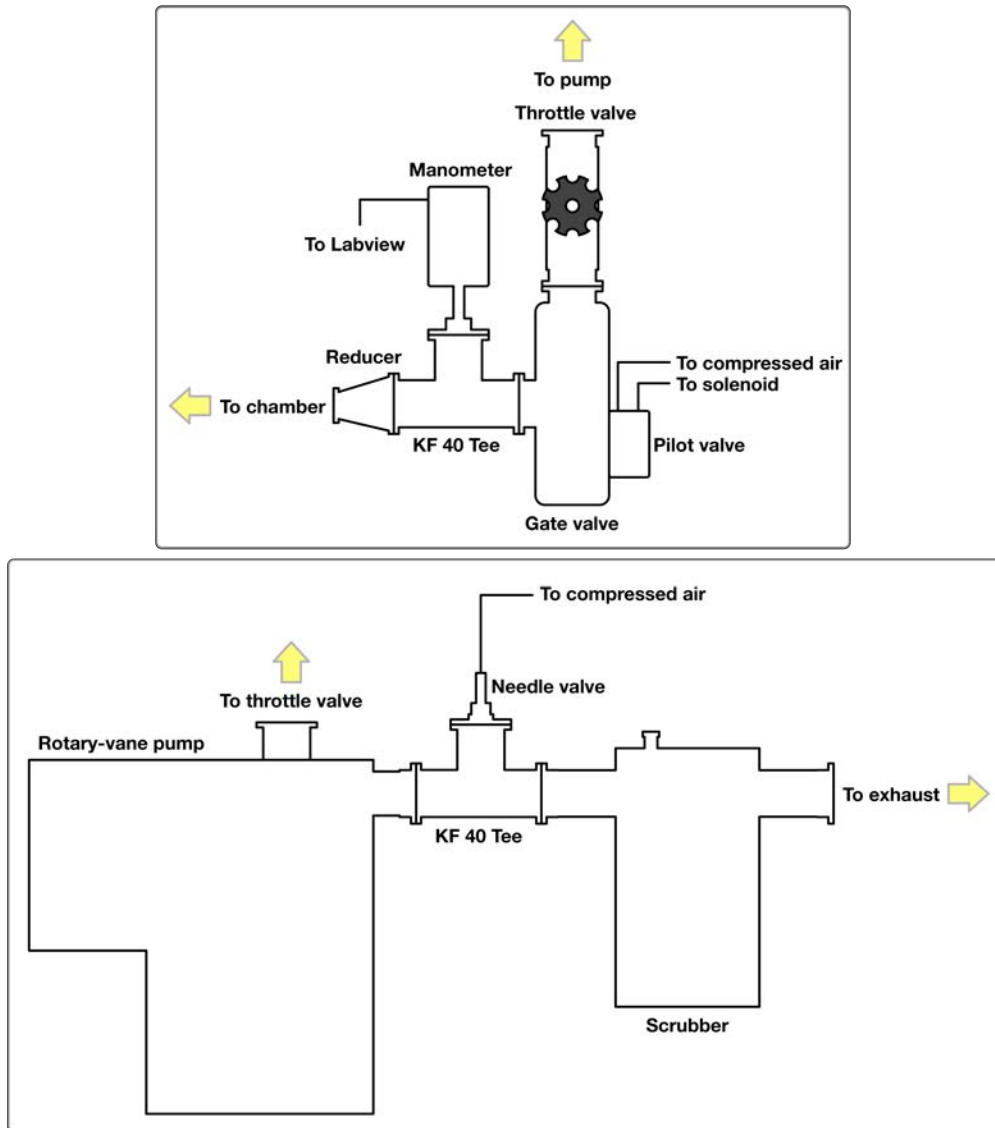 To pump
Throttle valve
Manometer
To Labview
Reducer
To compressed air
To solenoid
To chamber
KF 40 Tee
Pilot valve
Gate valve
To compressed air
Needle valve
To throttle valve
Rotary-vane pump
To exhaust
KF 40 Tee
Scrubber